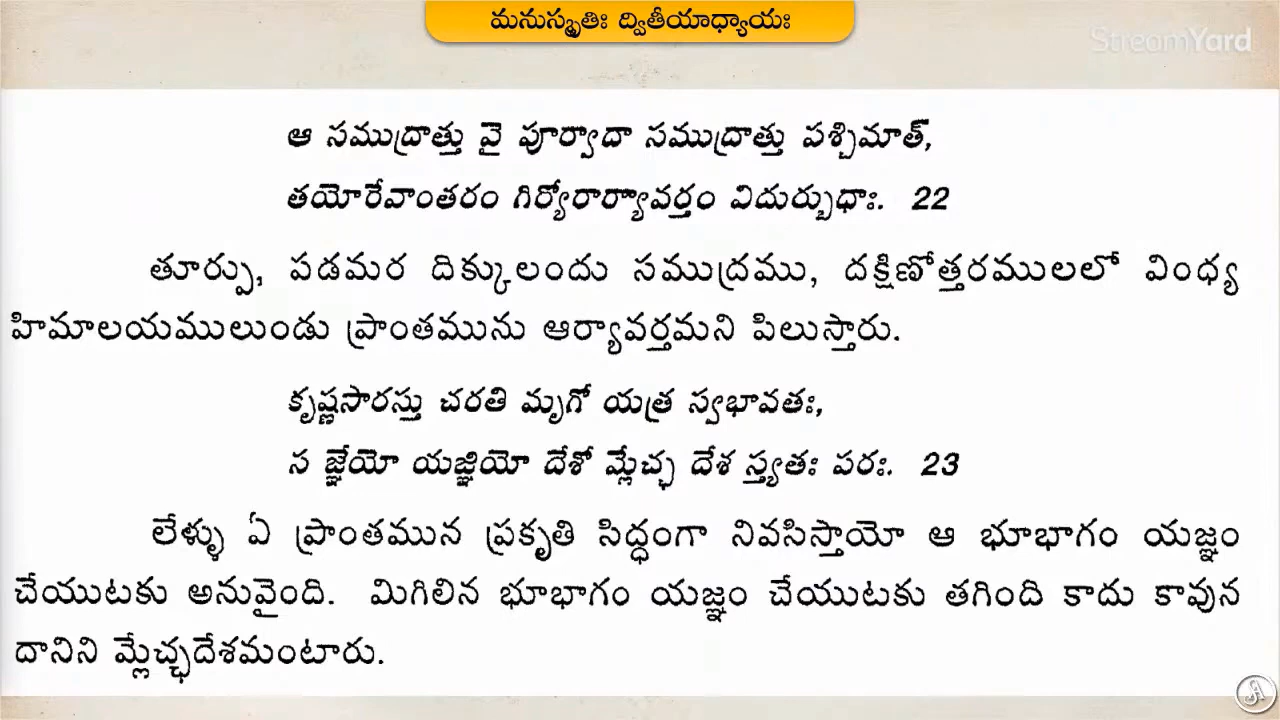 మనుస్మృతిః ద్వితీయాధ్యాయః
StreamYard
ఆ సముద్రాత్తు వై పూర్వాదా సముద్రాత్తు పశ్చిమాత్,
తయోరేవాంతరం గిర్యోరార్యావర్తం విదుర్బుధాః. 22
తూర్పు, పడమర దిక్కులందు సముద్రము, దక్షిణోత్తరములలో వింధ్య
హిమాలయములుండు ప్రాంతమును ఆర్యావర్తమని పిలుస్తారు.
కృష్ణసారస్తు చరతి మృగో యత్ర స్వభావతః,
స జ్ఞేయో యజ్ఞియో దేశో మ్లేచ్ఛ దేశ స్త్వతః పరః. 23
లేళ్ళు ఏ ప్రాంతమున ప్రకృతి సిద్ధంగా నివసిస్తాయో ఆ భూభాగం యజ్ఞం
చేయుటకు అనువైంది. మిగిలిన భూభాగం యజ్ఞం చేయుటకు తగింది కాదు కావున
దానిని మ్లేచ్ఛదేశమంటారు.